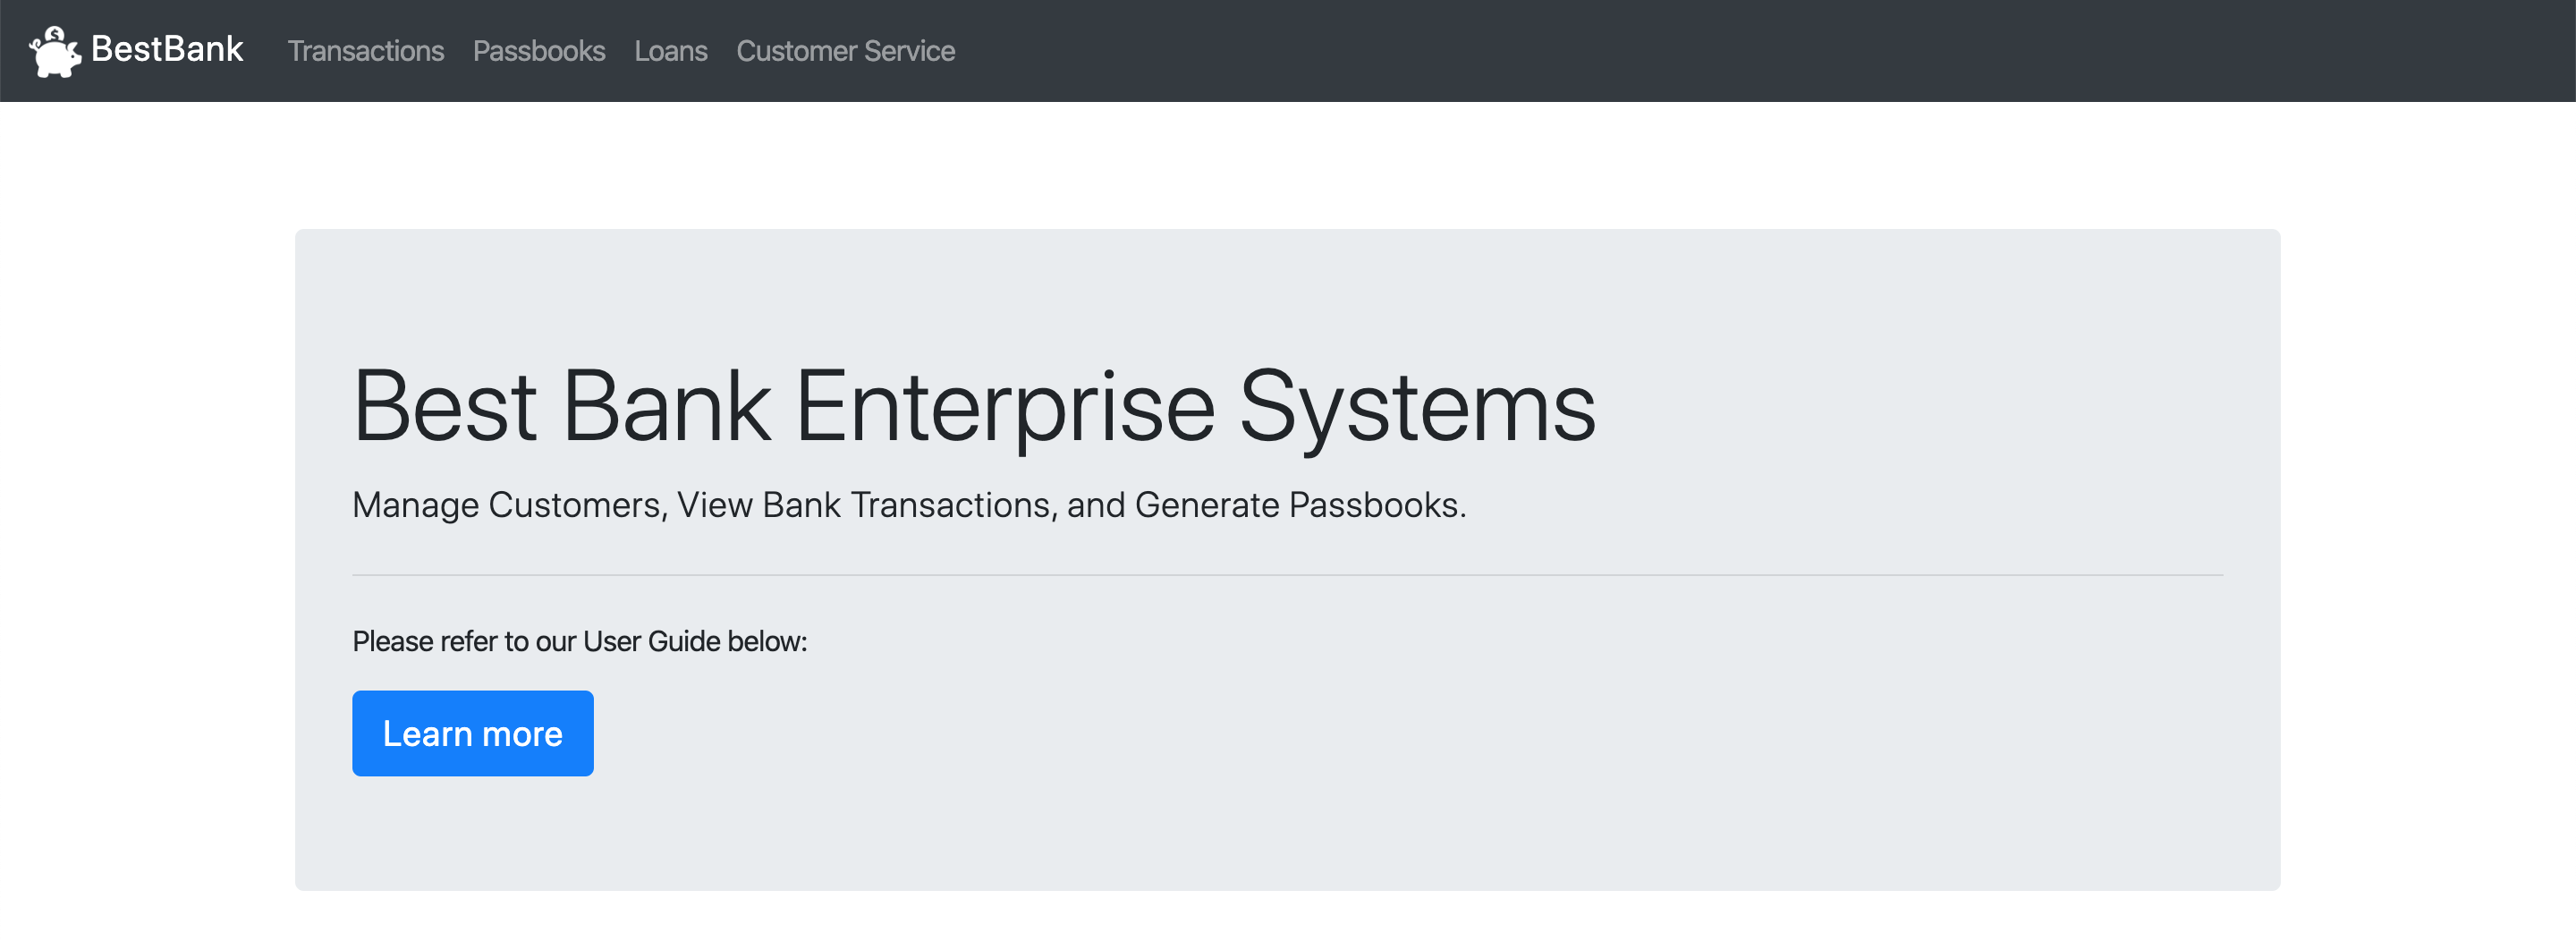 $
BestBank Transactions Passbooks Loans Customer Service
Best Bank Enterprise Systems
Manage Customers, View Bank Transactions, and Generate Passbooks.
Please refer to our User Guide below:
Learn more